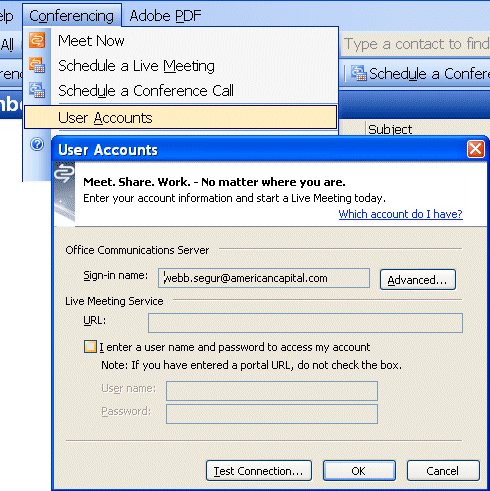 elp Conferencing Adobe PDF
All
Meet Now
Type a contact to find
Schedule a Live Meeting
Schedule a Confere
Schedule a Conference Call
User Accounts
Subject
User Accounts
Meet. Share. Work. - No matter where you are.
Enter your account information and start a Live Meeting today.
Which account do I have?
Office Communications Server
Sign-in name: webb.segur@americancapital.com Advanced...
Live Meeting Service
URL:
I enter a user name and password to access my account
Note: If you have entered a portal URL, do not check the box.
User name:
Password:
Test Connection... OK Cancel